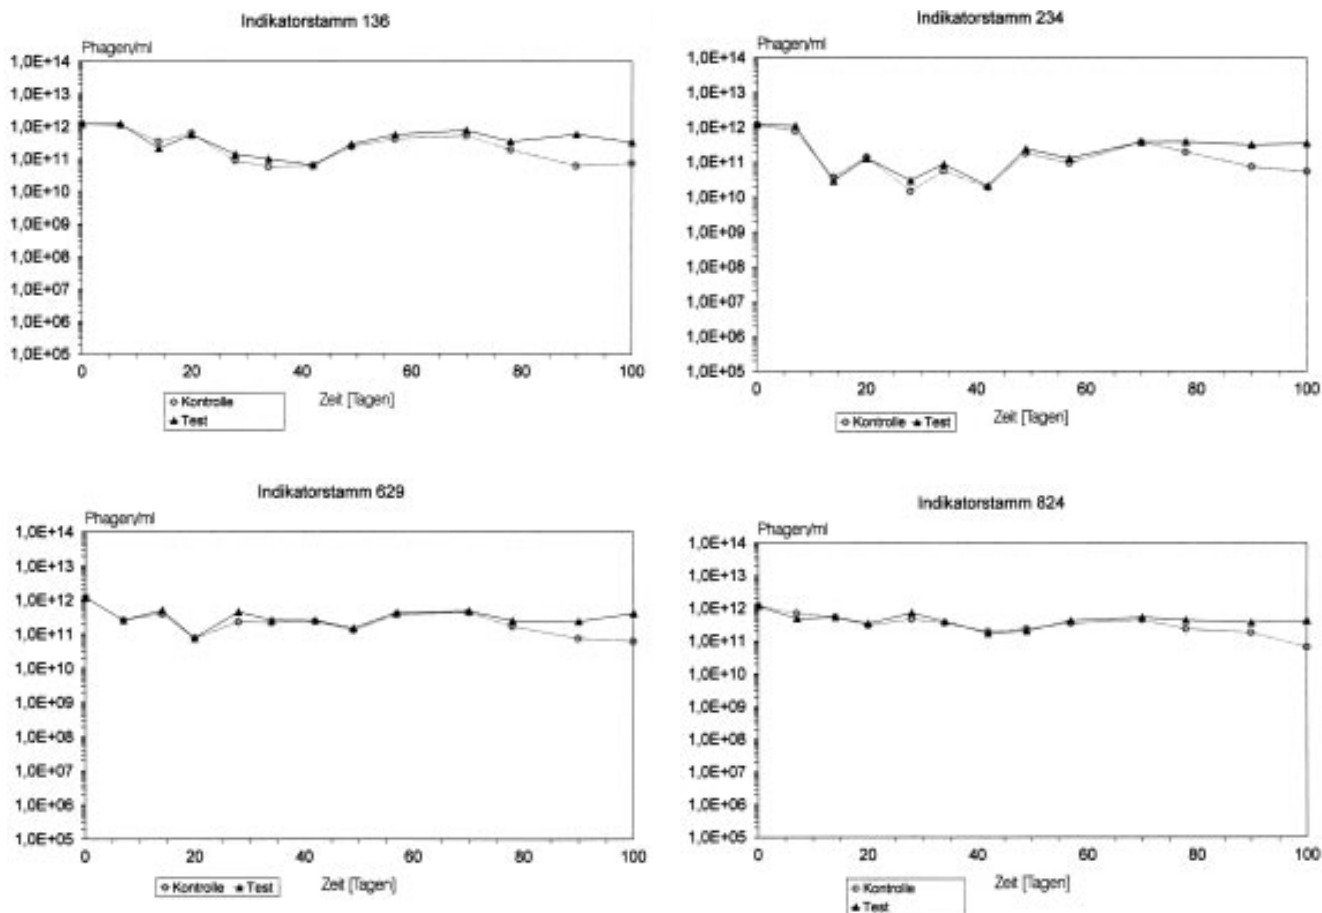 Indikatorstamm 136
Phagen/ml
1,0E+14
1,0E+13
1,0E+12
1,0E+11
1,0E+10
1,0E+09
1,0E+08
1,0E+07
1,0E+06
1,0E+05
0 20 40 60 80 100
Zeit [Tagen]
Kontrolle
Test
Indikatorstamm 234
Phagen/ml
1,0E+14
1,0E+13
1,0E+12
1,0E+11
1,0E+10
1,0E+09
1,0E+08
1,0E+07
1,0E+06
1,0E+05
0 20 40 60 80 100
Kontrolle Test Zeit [Tagen]
Indikatorstamm 629
Phagen/ml
1,0E+14
1,0E+13
1,0E+12
1,0E+11
1,0E+10
1,0E+09
1,0E+08
1,0E+07
1,0E+06
1,0E+05
0 20 40 60 80 100
Kontrolle Test Zeit [Tagen]
Indikatorstamm 824
Phagen/ml
1,0E+14
1,0E+13
1,0E+12
1,0E+11
1,0E+10
1,0E+09
1,0E+08
1,0E+07
1,0E+06
1,0E+05
0 20 40 60 80 100
Zeit [Tagen]
Kontrolle
Test